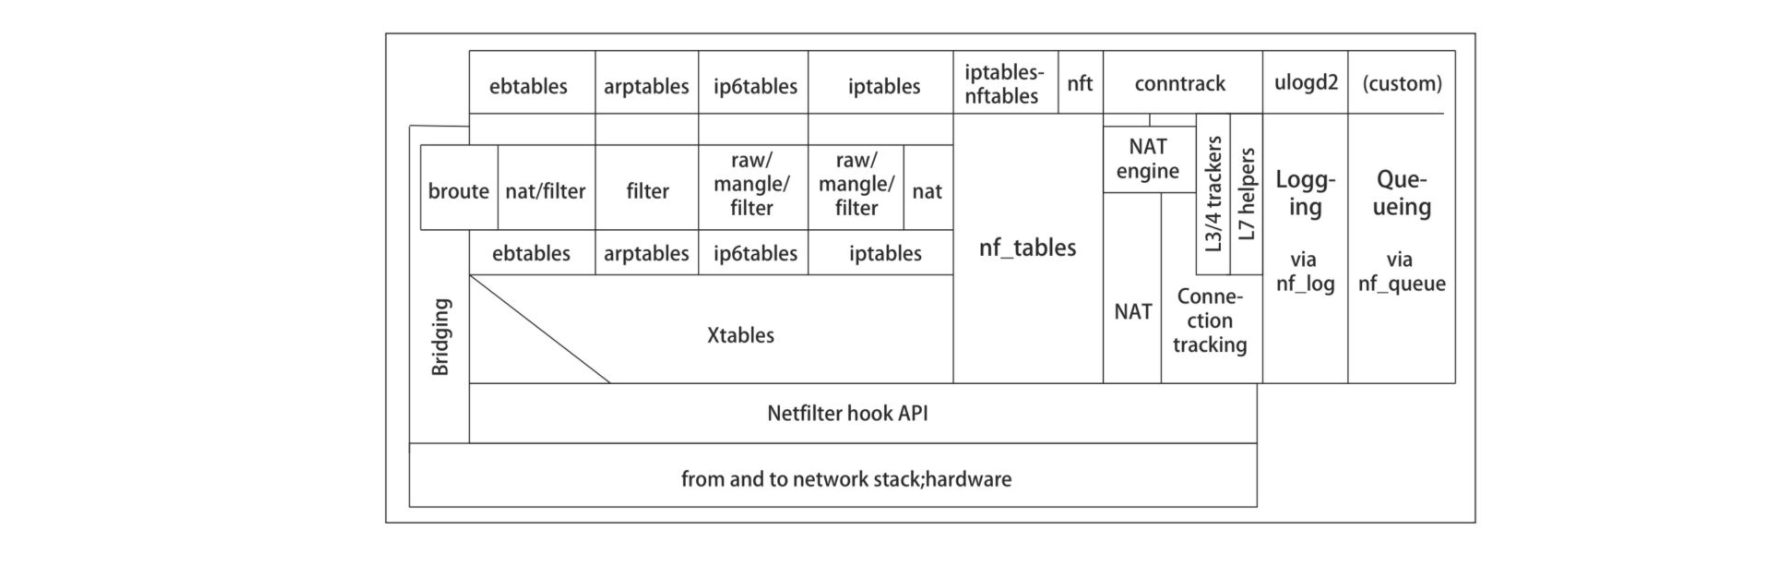 ebtables
arptables
ip6tables
iptables
iptables-
nftables
nft
conntrack
ulogd2
(custom)
broute
nat/filter
filter
raw/
mangle/
filter
raw/
mangle/
filter
nat
ebtables
arptables
ip6tables
iptables
Bridging
Xtables
nf_tables
NAT
engine
L3/4 trackers
L7 helpers
NAT
Conne-
ction
tracking
Logg-
ing
via
nf_log
Que-
ueing
via
nf_queue
Netfilter hook API
from and to network stack;hardware